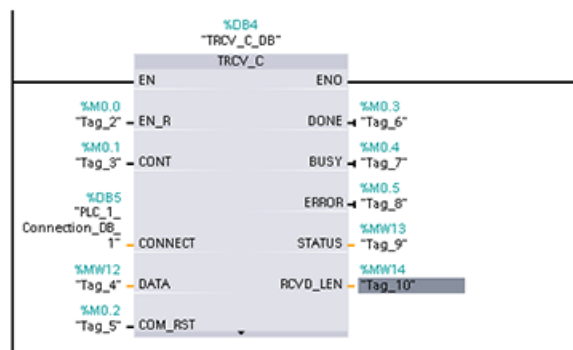 %DB4
"TRCV_C_DB"
TRCV_C
EN ENO
%M0.0 %M0.3
"Tag_2" EN_R DONE "Tag_6"
%M0.1 %M0.4
"Tag_3" CONT BUSY "Tag_7"
%DB5 %M0.5
"PLC_1_ ERROR "Tag_8"
Connection_DB_ %MW13
1" CONNECT STATUS "Tag_9"
%MW12 %MW14
"Tag_4" DATA RCVD_LEN "Tag_10"
%M0.2
"Tag_5" COM_RST